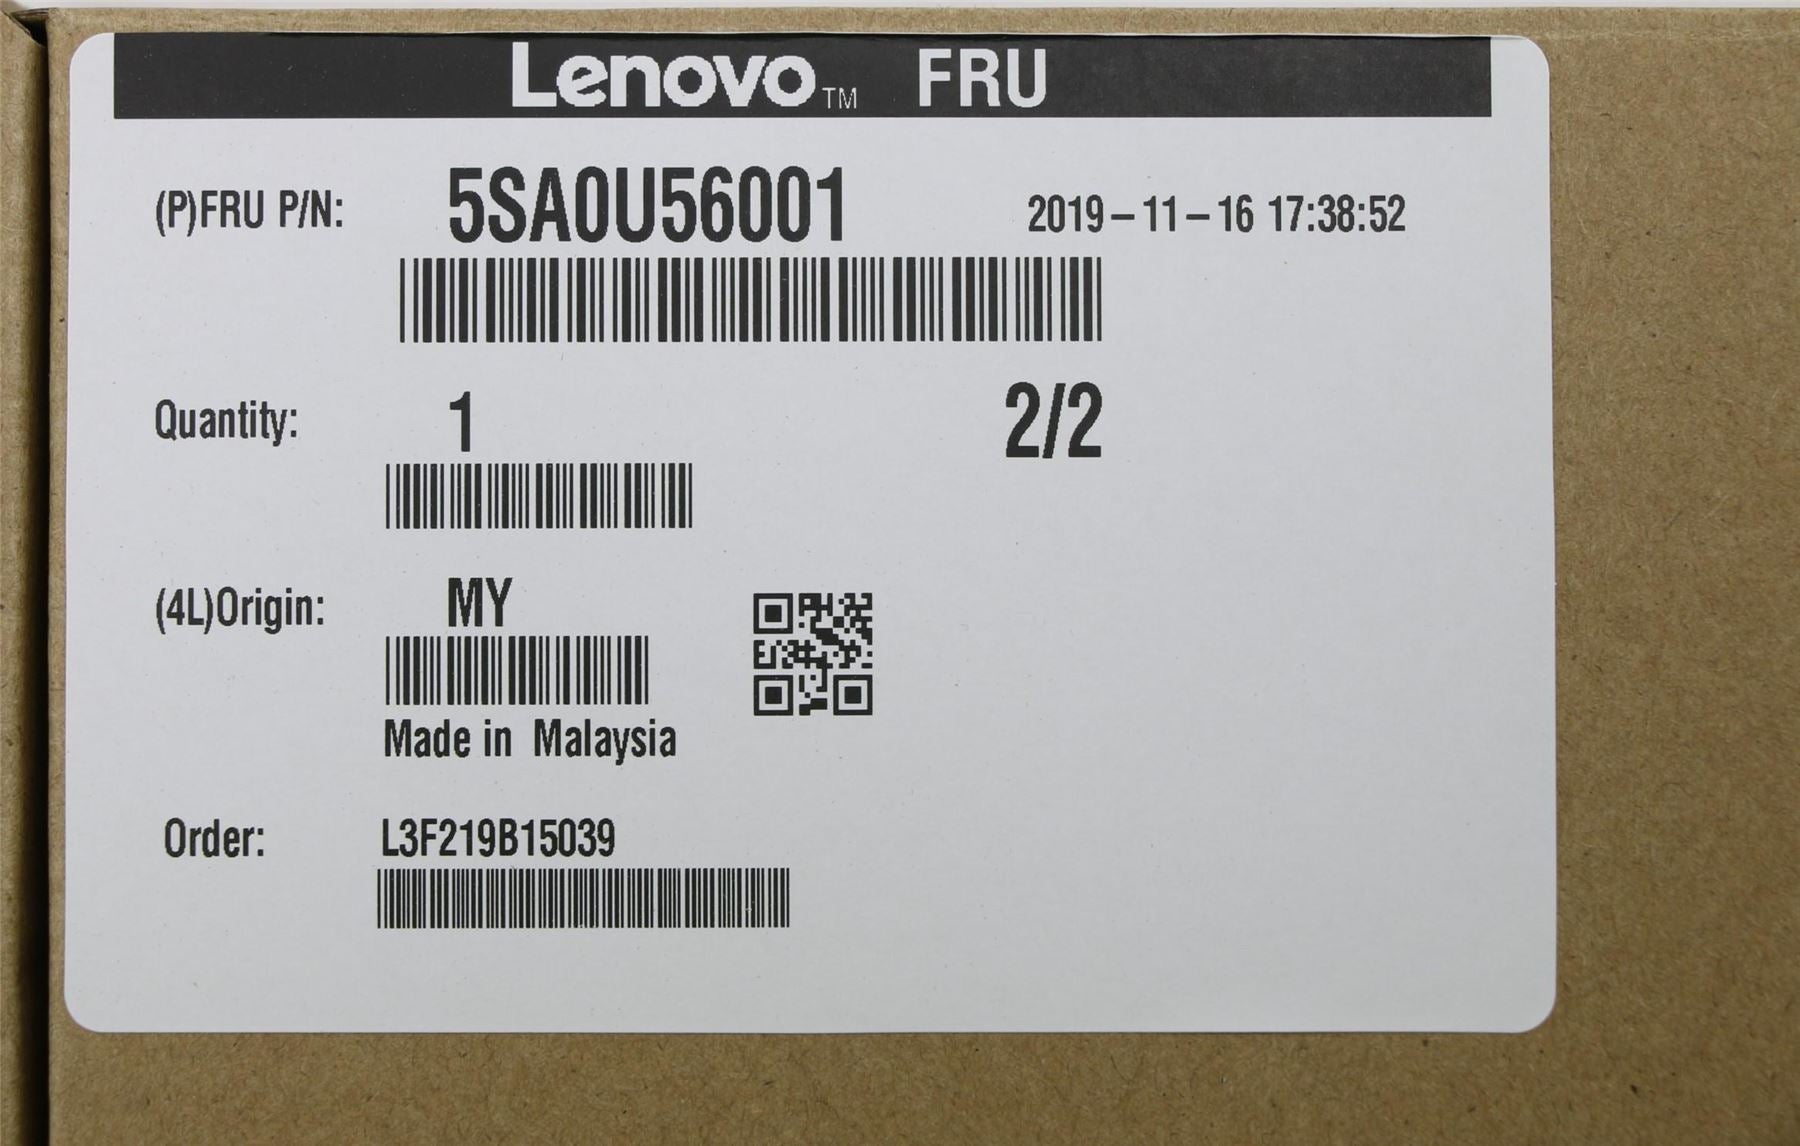 Lenovo™ FRU
(P)FRU P/N: 5SA0U56001 2019-11-16 17:38:52
Quantity: 1 2/2
(4L)Origin: MY
Made in Malaysia
Order: L3F219B15039